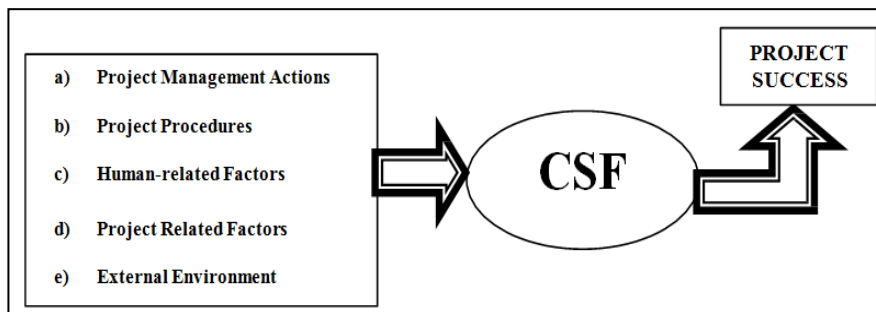 a) Project Management Actions
b) Project Procedures
c) Human-related Factors
d) Project Related Factors
e) External Environment
CSF
PROJECT
SUCCESS